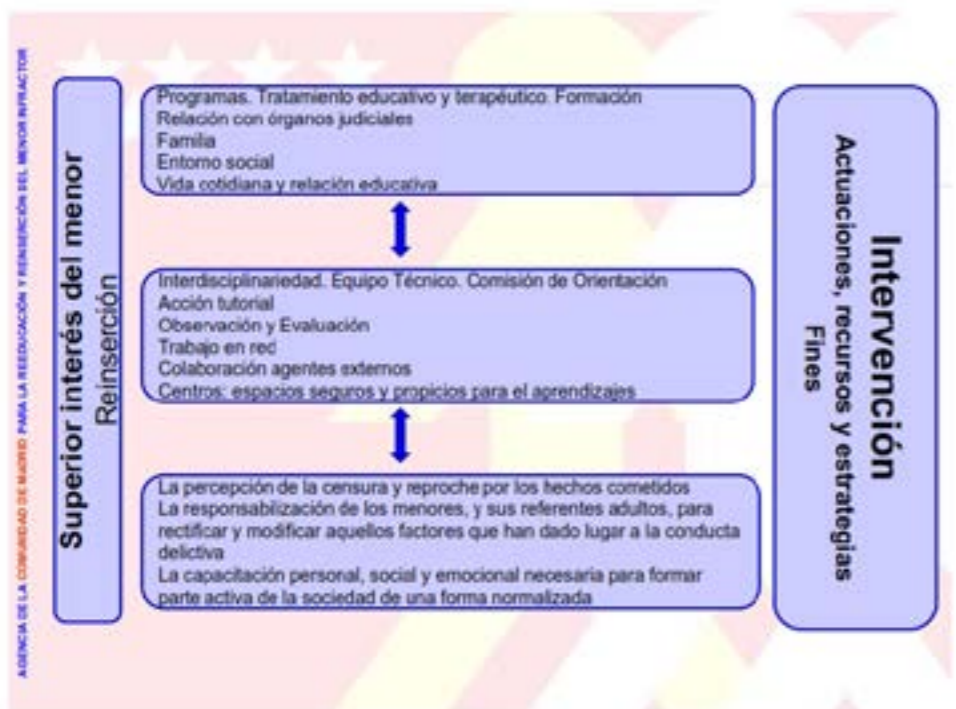 AGENCIA DE LA COMUNIDAD DE MADRID PARA LA REEDUCACIÓN Y REINSERCIÓN DEL MENOR INFRACTOR
Superior interés del menor
Reinserción
Programas. Tratamiento educativo y terapéutico. Formación
Relación con órganos judiciales
Familia
Entorno social
Vida cotidiana y relación educativa
Interdisciplinariedad. Equipo Técnico. Comisión de Orientación
Acción tutorial
Observación y Evaluación
Trabajo en red
Colaboración agentes externos
Centros: espacios seguros y propicios para el aprendizajes
La percepción de la censura y reproche por los hechos cometidos
La responsabilización de los menores, y sus referentes adultos, para
rectificar y modificar aquellos factores que han dado lugar a la conducta
delictiva
La capacitación personal, social y emocional necesaria para formar
parte activa de la sociedad de una forma normalizada
Intervención
Actuaciones, recursos y estrategias
Fines